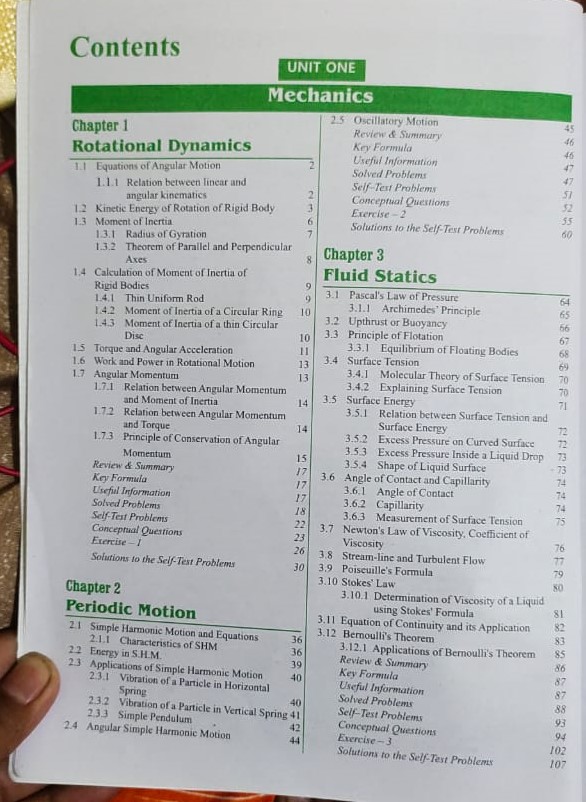 Contents
UNIT ONE
Mechanics
Chapter 1
Rotational Dynamics
1.1 Equations of Angular Motion 2
1.1.1 Relation between linear and
angular kinematics 2
1.2 Kinetic Energy of Rotation of Rigid Body 3
1.3 Moment of Inertia 6
1.3.1 Radius of Gyration 7
1.3.2 Theorem of Parallel and Perpendicular
Axes 8
1.4 Calculation of Moment of Inertia of
Rigid Bodies 9
1.4.1 Thin Uniform Rod 9
1.4.2 Moment of Inertia of a Circular Ring 10
1.4.3 Moment of Inertia of a thin Circular
Disc 10
1.5 Torque and Angular Acceleration 11
1.6 Work and Power in Rotational Motion 13
1.7 Angular Momentum 13
1.7.1 Relation between Angular Momentum
and Moment of Inertia 14
1.7.2 Relation between Angular Momentum
and Torque 14
1.7.3 Principle of Conservation of Angular
Momentum 15
Review & Summary 17
Key Formula 17
Useful Information 17
Solved Problems 18
Self-Test Problems 22
Conceptual Questions 23
Exercise – 1 26
Solutions to the Self-Test Problems 30
Chapter 2
Periodic Motion
2.1 Simple Harmonic Motion and Equations 36
2.1.1 Characteristics of SHM 36
2.2 Energy in S.H.M. 39
2.3 Applications of Simple Harmonic Motion 40
2.3.1 Vibration of a Particle in Horizontal
Spring 40
2.3.2 Vibration of a Particle in Vertical Spring 41
2.3.3 Simple Pendulum 42
2.4 Angular Simple Harmonic Motion 44
2.5 Oscillatory Motion 45
Review & Summary 46
Key Formula 46
Useful Information 47
Solved Problems 47
Self-Test Problems 51
Conceptual Questions 52
Exercise – 2 55
Solutions to the Self-Test Problems 60
Chapter 3
Fluid Statics
3.1 Pascal's Law of Pressure 64
3.1.1 Archimedes' Principle 65
3.2 Upthrust or Buoyancy 66
3.3 Principle of Flotation 67
3.3.1 Equilibrium of Floating Bodies 68
3.4 Surface Tension 69
3.4.1 Molecular Theory of Surface Tension 70
3.4.2 Explaining Surface Tension 70
3.5 Surface Energy 71
3.5.1 Relation between Surface Tension and
Surface Energy 72
3.5.2 Excess Pressure on Curved Surface 72
3.5.3 Excess Pressure Inside a Liquid Drop 73
3.5.4 Shape of Liquid Surface 73
3.6 Angle of Contact and Capillarity 74
3.6.1 Angle of Contact 74
3.6.2 Capillarity 74
3.6.3 Measurement of Surface Tension 75
3.7 Newton's Law of Viscosity, Coefficient of
Viscosity 76
3.8 Stream-line and Turbulent Flow 77
3.9 Poiseuille's Formula 79
3.10 Stokes' Law 80
3.10.1 Determination of Viscosity of a Liquid
using Stokes' Formula 81
3.11 Equation of Continuity and its Application 82
3.12 Bernoulli's Theorem 83
3.12.1 Applications of Bernoulli's Theorem 85
Review & Summary 86
Key Formula 87
Useful Information 87
Solved Problems 88
Self-Test Problems 93
Conceptual Questions 94
Exercise – 3 102
Solutions to the Self-Test Problems 107